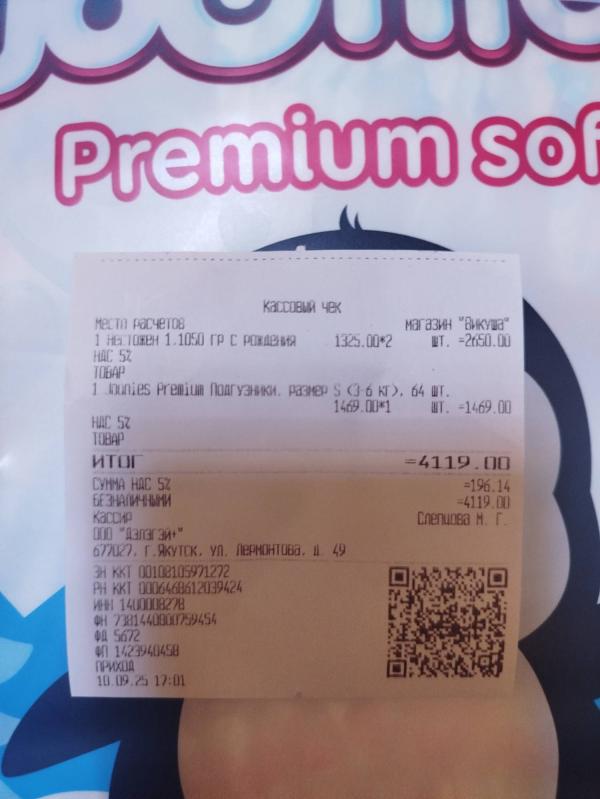 Premium sof
КАССОВЫЙ ЧЕК
МЕСТО РАСЧЕТОВ МАГАЗИН "ВИКУША"
1 НЕСТОЖЕН 1.1050 ГР С РОЖДЕНИЯ 1325.00*2 ШТ. =2650.00
НДС 5%
ТОВАР
1 Jounies Premium Подгузники. размер S (3-6 кг). 64 ШТ.
1469.00*1 ШТ. =1469.00
НДС 5%
ТОВАР
ИТОГ =4119.00
СУММА НДС 5% =196.14
БЕЗНАЛИЧНЫМИ =4119.00
КАССИР Слепцова М. Г.
ООО "Дэлэгэй+"
677027. г.Якутск. ул. Лермонтова. д. 49
ЗН ККТ 00108105971272
РН ККТ 0006468612039424
ИНН 1400008278
ФН 7381440800759454
ФД 5672
ФП 1423940458
ПРИХОД
10.09.25 17:01